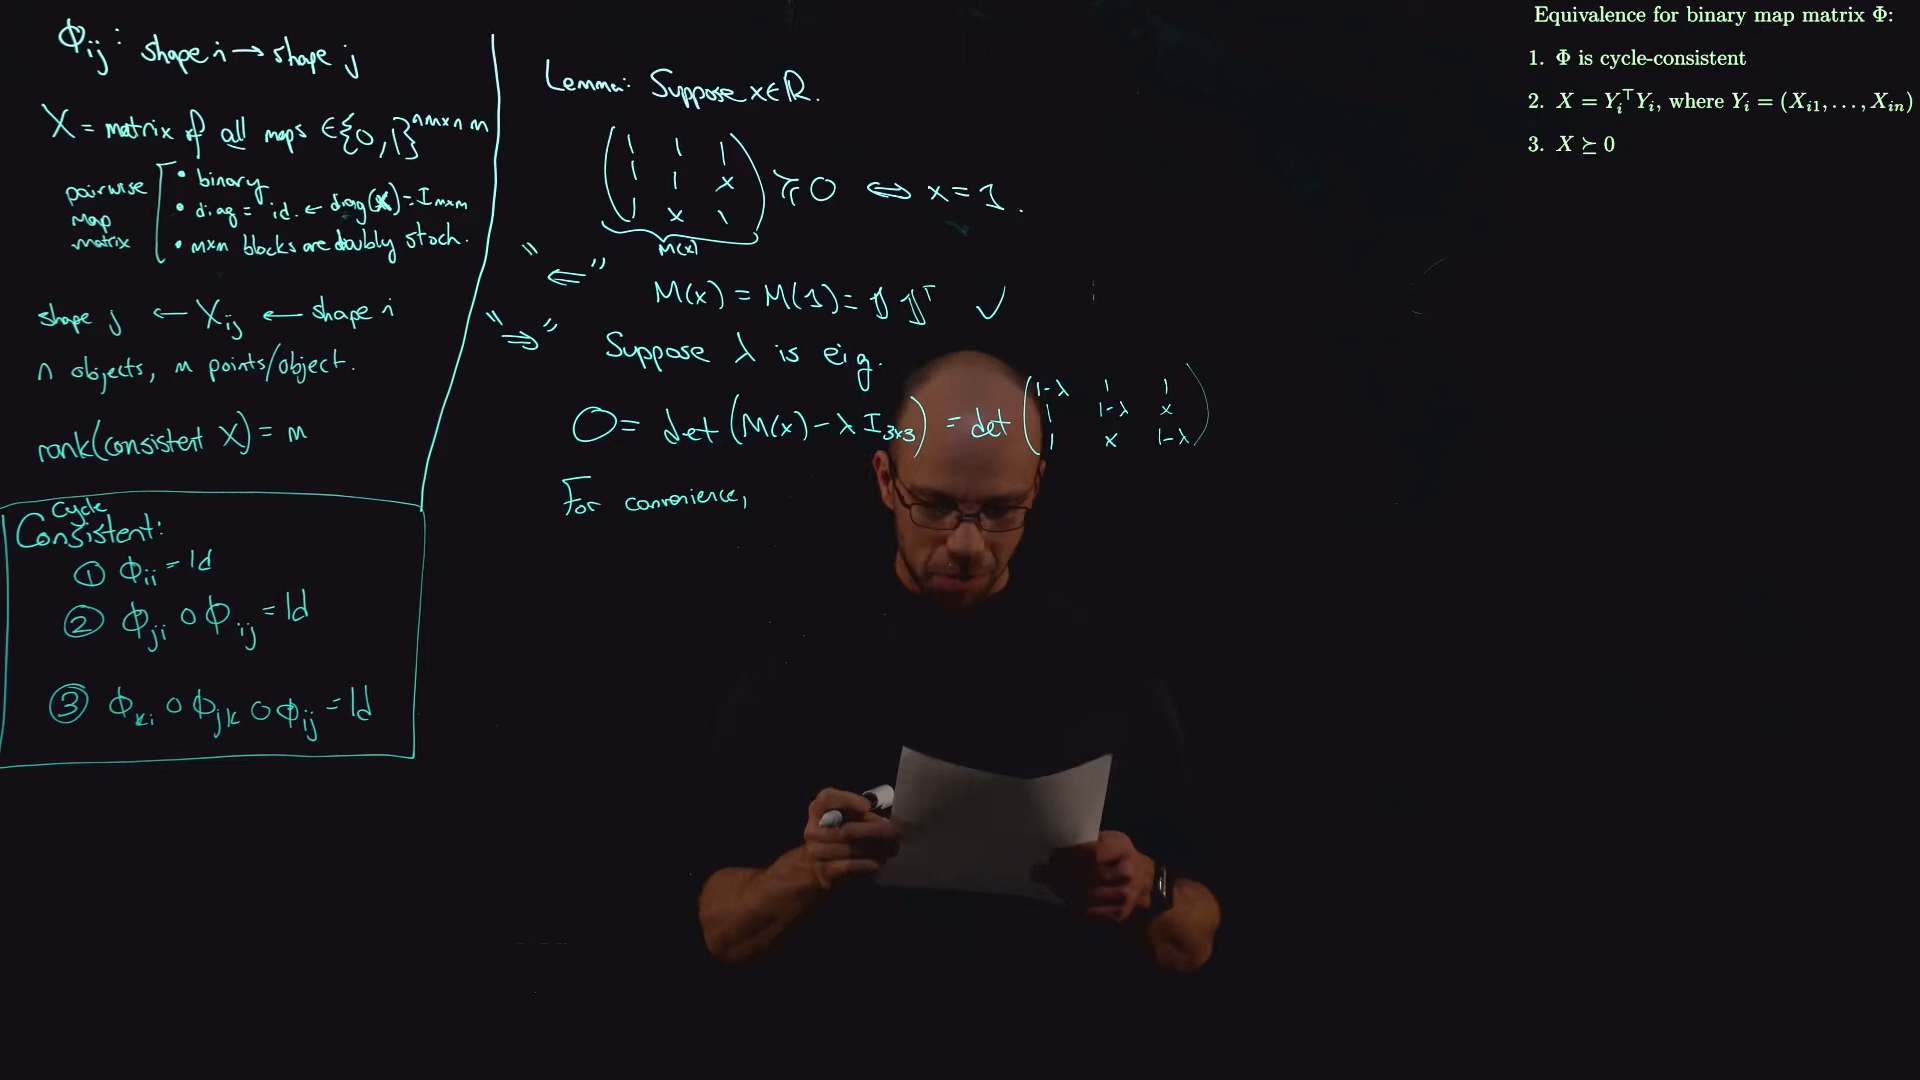 Φij : shape i → shape j
X = matrix of all maps ∈ {0,1}^{nm×nm}
pairwise map matrix
• binary
• diag = id. ← diag(X) = I m×m
• m×m blocks are doubly stoch.
shape j ← Xij ← shape i
n objects, m points/object.
rank(consistent X) = m
Cycle
Consistent:
① Φii = Id
② Φji ∘ Φij = Id
③ Φki ∘ Φjk ∘ Φij = Id
Lemma: Suppose x∈ℝ.
( 1 1 1
1 1 x
1 x 1 ) ≽ 0 ⇔ x = 1.
M(x)
"⇐"
M(x) = M(1) = 𝟙 𝟙ᵀ ✓
"⇒"
Suppose λ is eig.
0 = det(M(x) − λ I3×3) = det ( 1-λ 1 1
1 1-λ x
1 x 1-λ )
For convenience,
Equivalence for binary map matrix Φ:
1. Φ is cycle-consistent
2. X = Yi⊤Yi, where Yi = (Xi1, . . . , Xin)
3. X ⪰ 0